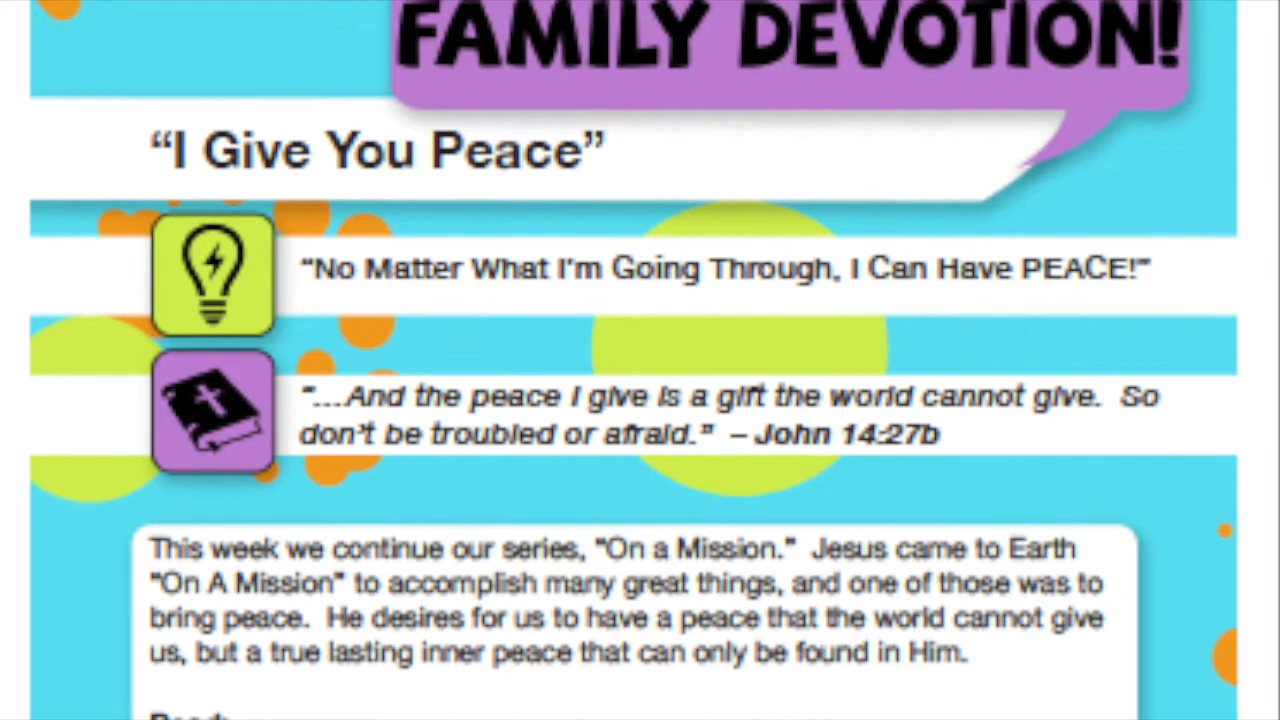 FAMILY DEVOTION!
“I Give You Peace”
“No Matter What I’m Going Through, I Can Have PEACE!”
“...And the peace I give is a gift the world cannot give.  So
don’t be troubled or afraid.”  – John 14:27b
This week we continue our series, “On a Mission.”  Jesus came to Earth
“On A Mission” to accomplish many great things, and one of those was to
bring peace.  He desires for us to have a peace that the world cannot give
us, but a true lasting inner peace that can only be found in Him.